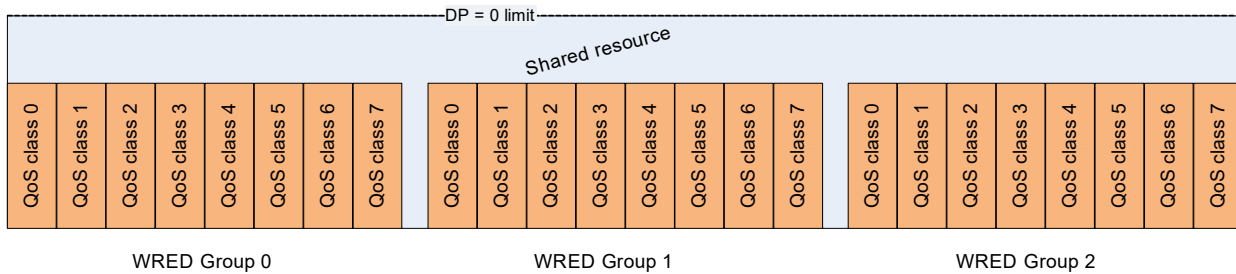 DP = 0 limit
Shared resource
QoS class 0
QoS class 1
QoS class 2
QoS class 3
QoS class 4
QoS class 5
QoS class 6
QoS class 7
QoS class 0
QoS class 1
QoS class 2
QoS class 3
QoS class 4
QoS class 5
QoS class 6
QoS class 7
QoS class 0
QoS class 1
QoS class 2
QoS class 3
QoS class 4
QoS class 5
QoS class 6
QoS class 7
WRED Group 0
WRED Group 1
WRED Group 2